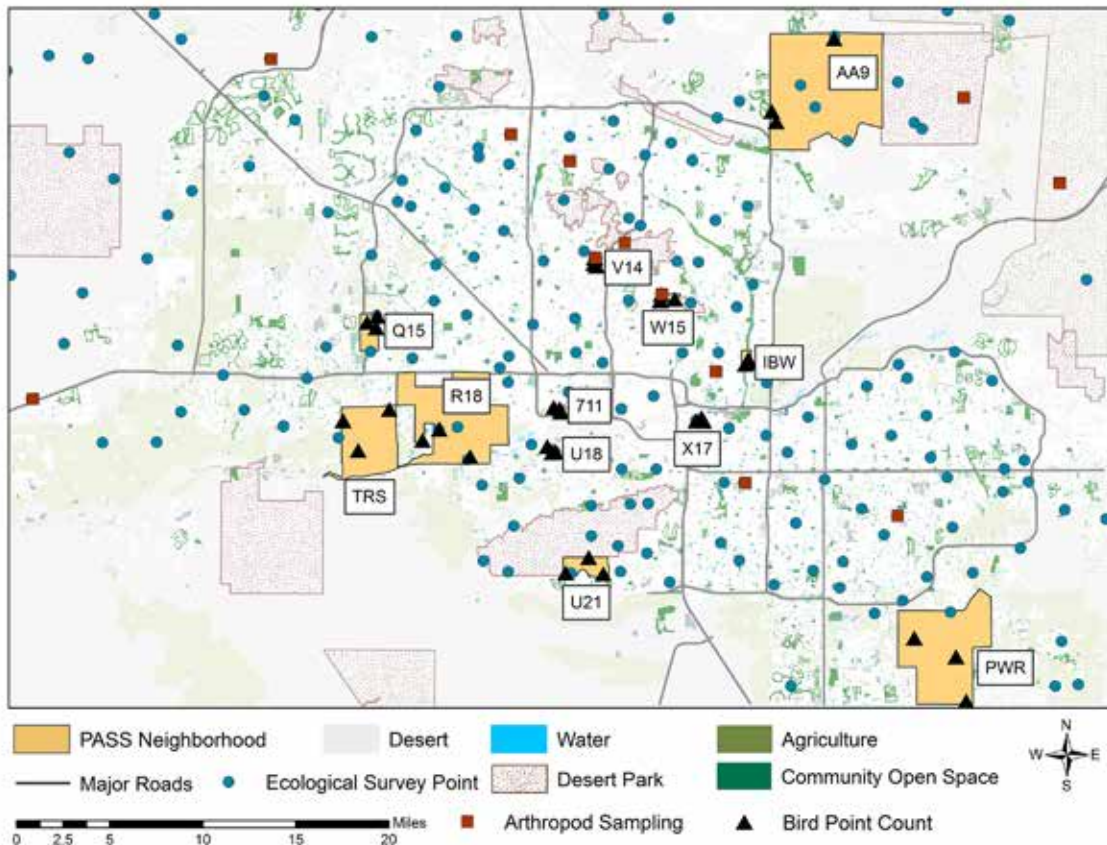 AA9
V14
W15
Q15
IBW
R18
711
X17
U18
TRS
U21
PWR
PASS Neighborhood
Desert
Water
Agriculture
N
W E
S
Major Roads
Ecological Survey Point
Desert Park
Community Open Space
Miles
0 2.5 5 10 15 20
Arthropod Sampling
Bird Point Count